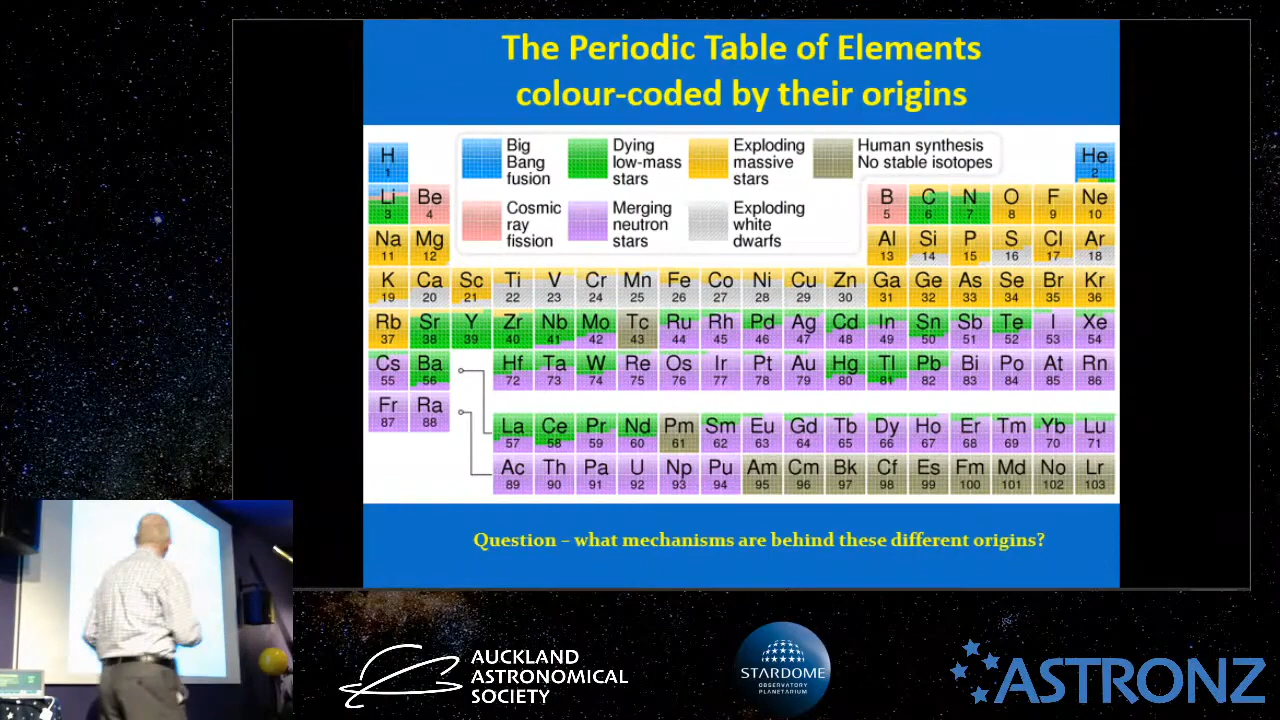 The Periodic Table of Elements
colour-coded by their origins
Big
Bang
fusion
Dying
low-mass
stars
Exploding
massive
stars
Human synthesis
No stable isotopes
Cosmic
ray
fission
Merging
neutron
stars
Exploding
white
dwarfs
H He
1 2
Li Be B C N O F Ne
3 4 5 6 7 8 9 10
Na Mg Al Si P S Cl Ar
11 12 13 14 15 16 17 18
K Ca Sc Ti V Cr Mn Fe Co Ni Cu Zn Ga Ge As Se Br Kr
19 20 21 22 23 24 25 26 27 28 29 30 31 32 33 34 35 36
Rb Sr Y Zr Nb Mo Tc Ru Rh Pd Ag Cd In Sn Sb Te I Xe
37 38 39 40 41 42 43 44 45 46 47 48 49 50 51 52 53 54
Cs Ba Hf Ta W Re Os Ir Pt Au Hg Tl Pb Bi Po At Rn
55 56 72 73 74 75 76 77 78 79 80 81 82 83 84 85 86
Fr Ra
87 88
La Ce Pr Nd Pm Sm Eu Gd Tb Dy Ho Er Tm Yb Lu
57 58 59 60 61 62 63 64 65 66 67 68 69 70 71
Ac Th Pa U Np Pu Am Cm Bk Cf Es Fm Md No Lr
89 90 91 92 93 94 95 96 97 98 99 100 101 102 103
Question – what mechanisms are behind these different origins?
AUCKLAND
ASTRONOMICAL
SOCIETY
STARDOME
OBSERVATORY
PLANETARIUM
ASTRONZ